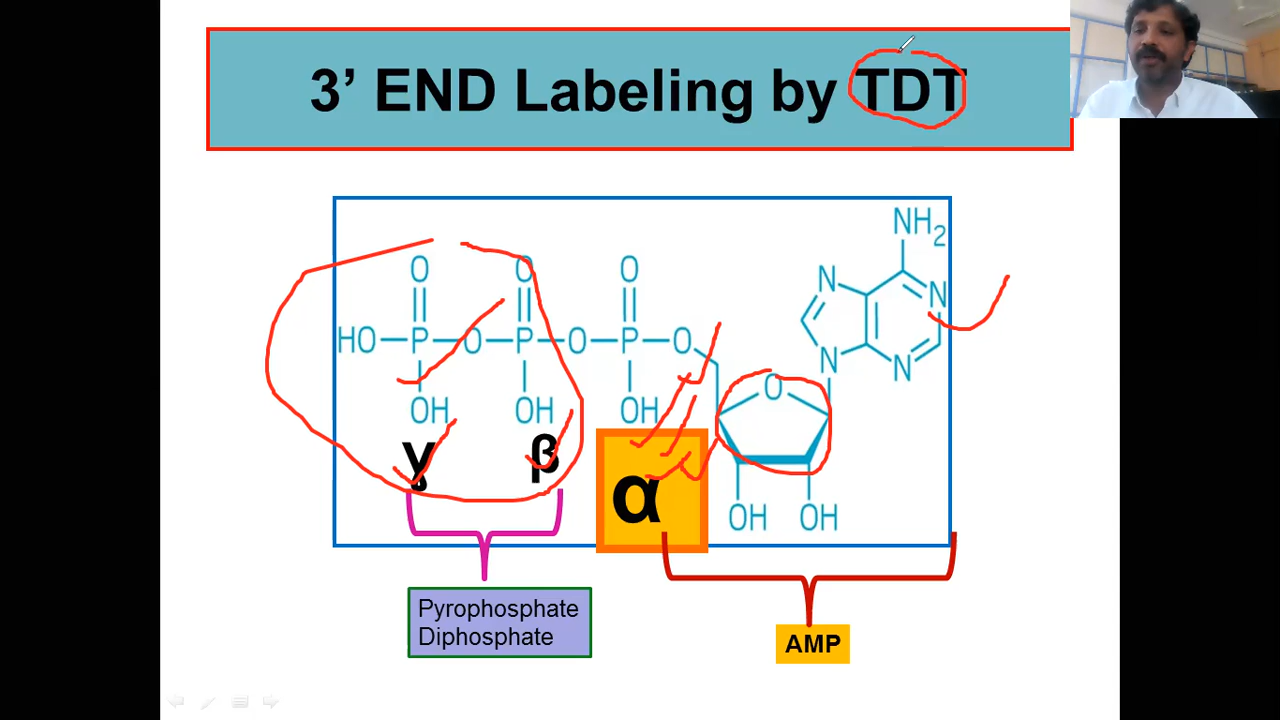 3’ END Labeling by TDT
NH2
O O O
N N
HO P O P O P O
N N
OH OH OH
O
γ β α
OH OH
Pyrophosphate
Diphosphate
AMP